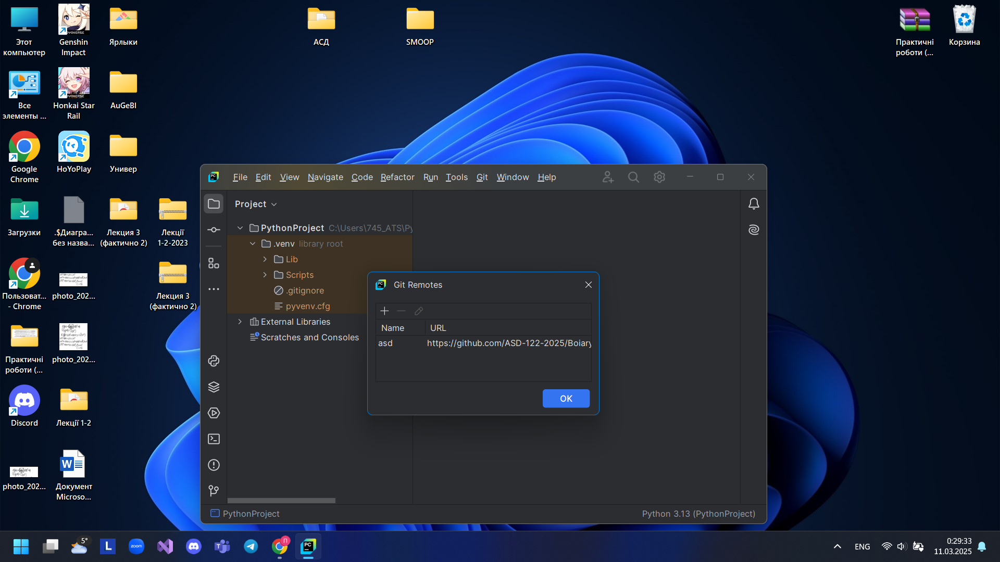 Этот
компьютер
Genshin
Impact
Ярлыки
АСД
SMOOP
Практичні
роботи (...
Корзина
Все
элементы ...
Honkai Star
Rail
AuGeBI
Google
Chrome
HoYoPlay
Универ
Загрузки
.$Диагра...
без назва...
Лекция 3
(фактично 2)
Лекції
1-2-2023
Пользоват...
- Chrome
photo_202...
Лекция 3
(фактично 2)
Практичні
роботи (...
photo_202...
Discord
Лекції 1-2
photo_202...
Документ
Microso...
File Edit View Navigate Code Refactor Run Tools Git Window Help
Project
PythonProject C:\Users\745_ATS\Py
.venv library root
Lib
Scripts
.gitignore
pyvenv.cfg
External Libraries
Scratches and Consoles
Git Remotes
Name URL
asd https://github.com/ASD-122-2025/Boiary
OK
PythonProject
Python 3.13 (PythonProject)
5°
L
zoom
П
PC
ENG
0:29:33
11.03.2025